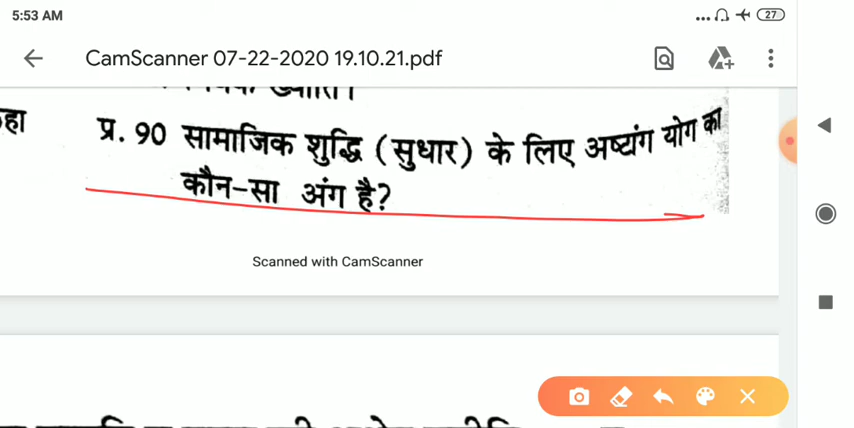 5:53 AM
27
CamScanner 07-22-2020 19.10.21.pdf
प्र. 90 सामाजिक शुद्धि (सुधार) के लिए अष्टांग योग का
कौन-सा अंग है?
Scanned with CamScanner